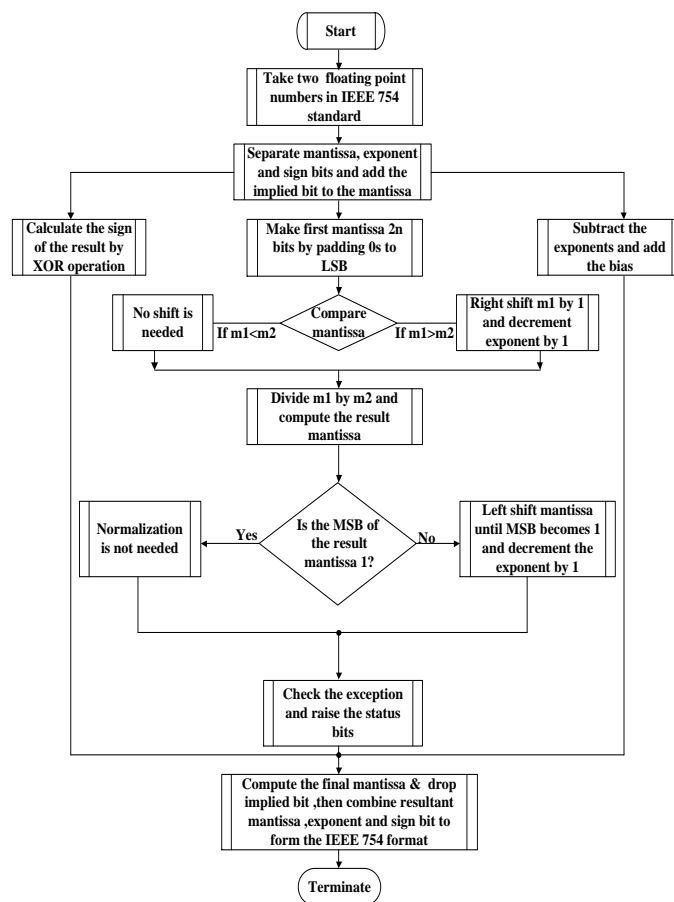 Start
Take two floating point
numbers in IEEE 754
standard
Separate mantissa, exponent
and sign bits and add the
implied bit to the mantissa
Calculate the sign
of the result by
XOR operation
Make first mantissa 2n
bits by padding 0s to
LSB
Subtract the
exponents and add
the bias
No shift is
needed
If m1<m2
Compare
mantissa
If m1>m2
Right shift m1 by 1
and decrement
exponent by 1
Divide m1 by m2 and
compute the result
mantissa
Normalization
is not needed
Yes
Is the MSB of
the result
mantissa 1?
No
Left shift mantissa
until MSB becomes 1
and decrement the
exponent by 1
Check the exception
and raise the status
bits
Compute the final mantissa & drop
implied bit ,then combine resultant
mantissa ,exponent and sign bit to
form the IEEE 754 format
Terminate